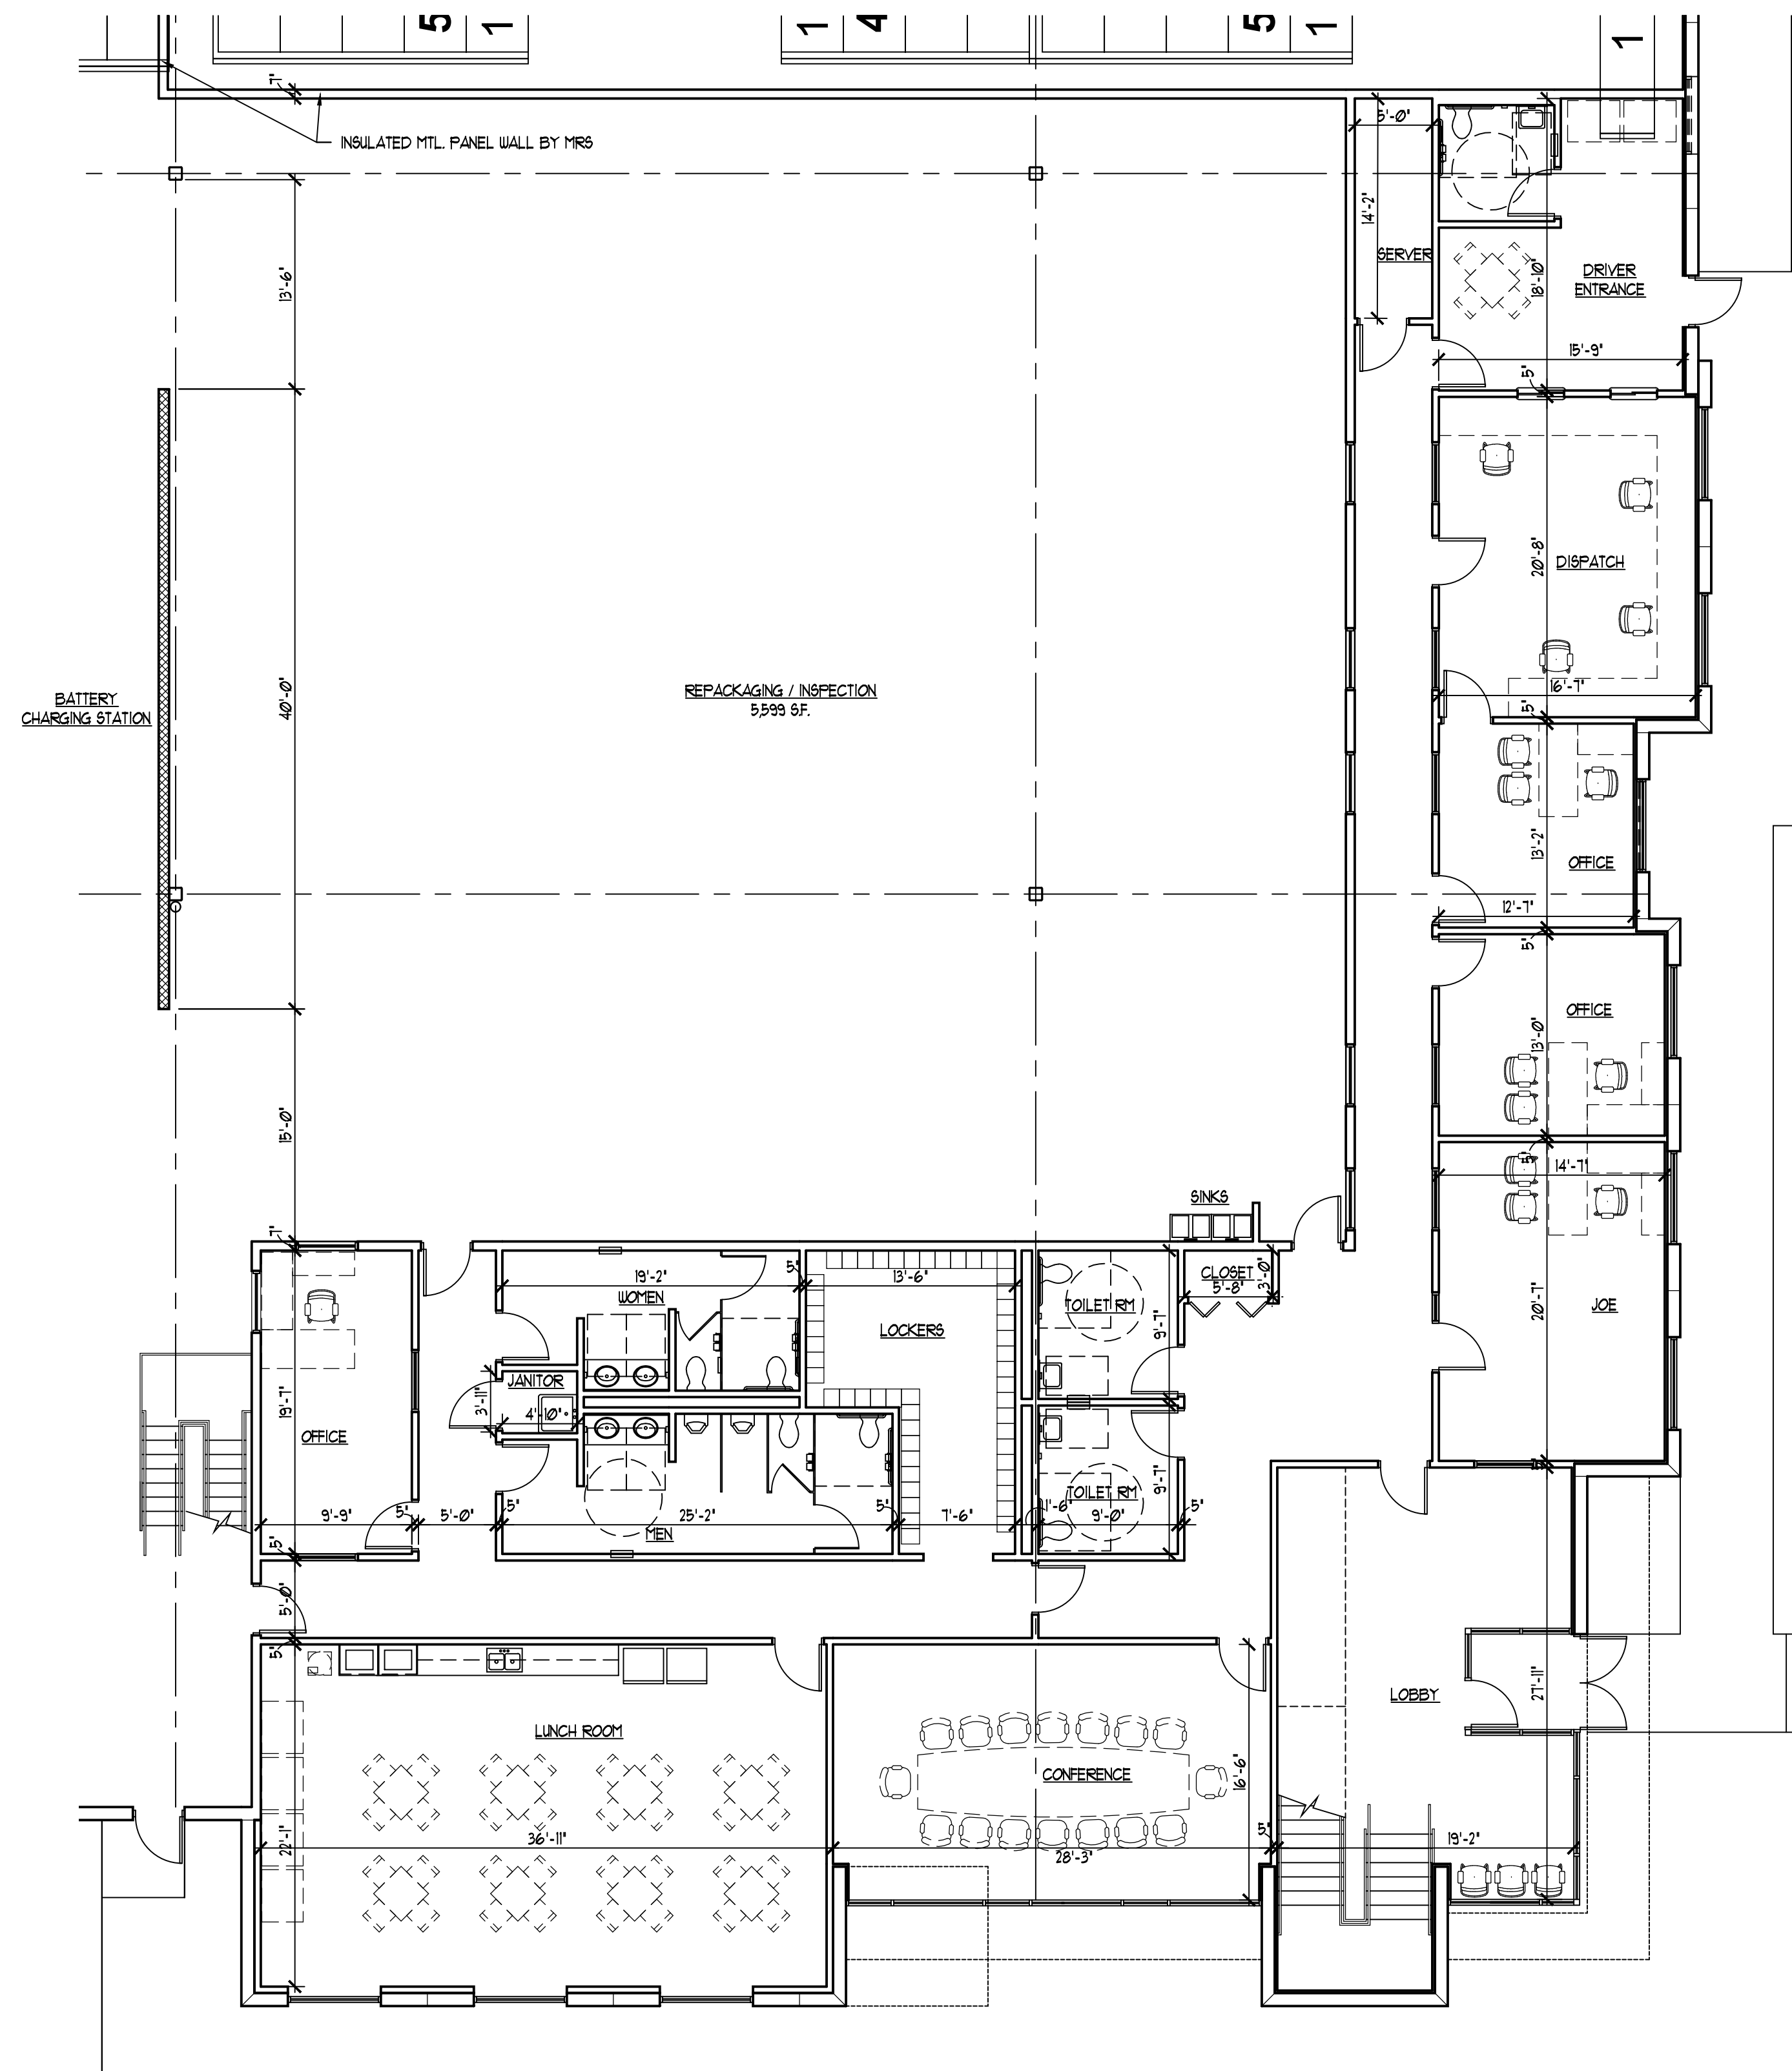 5
1
1
4
5
1
1
7"
INSULATED MTL. PANEL WALL BY MRS
5'-0"
14'-2"
SERVER
18'-10"
DRIVER
ENTRANCE
13'-6"
15'-9"
5"
20'-8"
DISPATCH
BATTERY
CHARGING STATION
40'-0"
REPACKAGING / INSPECTION
5,599 S.F.
16'-7"
5"
13'-2"
OFFICE
12'-7"
5"
OFFICE
13'-0"
15'-0"
5"
14'-7"
SINKS
7"
19'-2"
WOMEN
5"
13'-6"
LOCKERS
TOILET RM
9'-7"
CLOSET
5'-8"
3'-0"
20'-7"
JOE
JANITOR
3'-11"
4'-10"
19'-7"
OFFICE
9'-9"
5"
5'-0"
5"
25'-2"
MEN
5"
7'-6"
1'-6"
TOILET RM
9'-0"
9'-7"
5"
5"
5'-0"
5"
LUNCH ROOM
22'-1"
36'-11"
CONFERENCE
16'-6"
28'-3"
5"
LOBBY
27'-11"
19'-2"